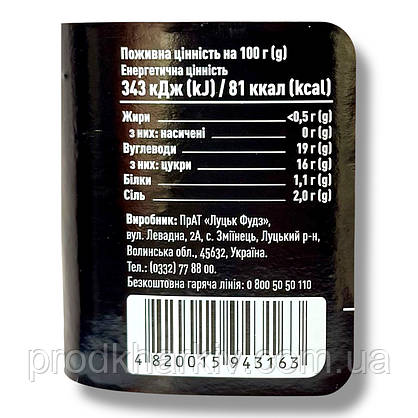 Поживна цінність на 100 г (g)
Енергетична цінність
343 кДж (kJ) / 81 ккал (kcal)
Жири <0,5 г (g)
з них: насичені 0 г (g)
Вуглеводи 19 г (g)
з них: цукри 16 г (g)
Білки 1,1 г (g)
Сіль 2,0 г (g)
Виробник: ПрАТ «Луцьк Фудз»,
вул. Левадна, 2А, с. Зміїнець, Луцький р-н,
Волинська обл., 45632, Україна.
Тел.: (0332) 77 88 00.
Безкоштовна гаряча лінія: 0 800 50 50 110
4 820015 943163
prodkharkiv.com.ua